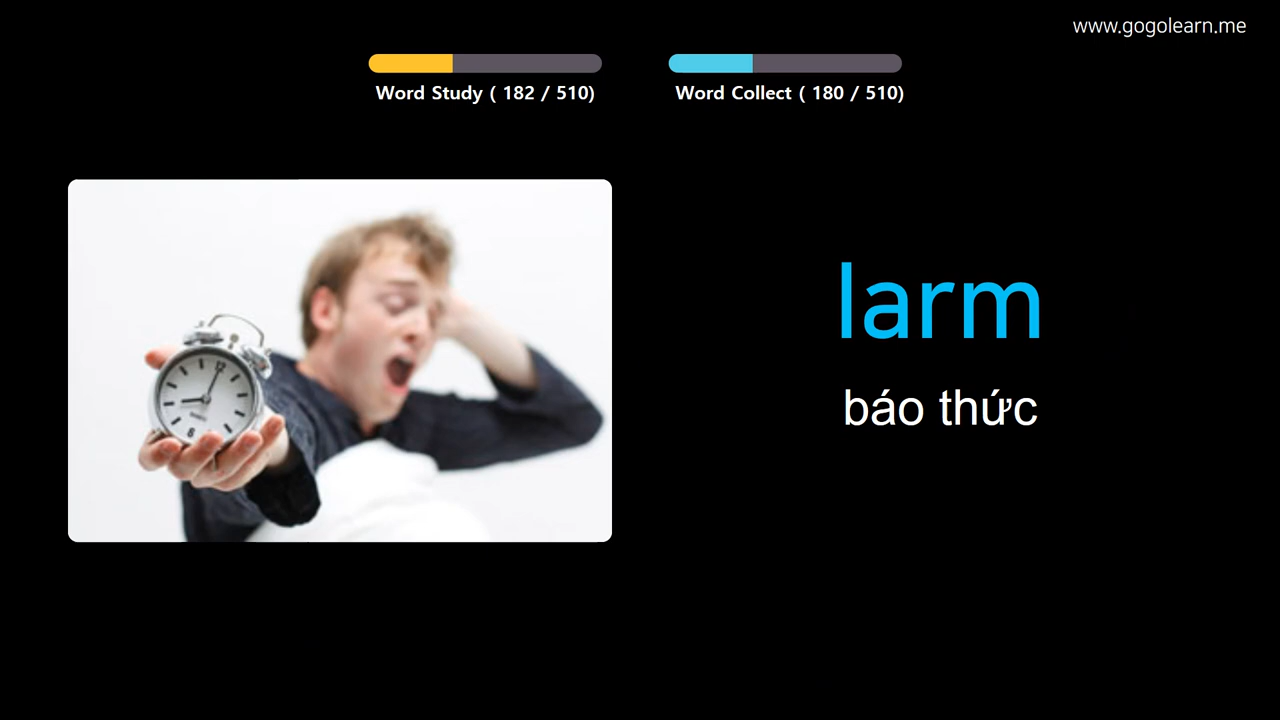 www.gogolearn.me
Word Study ( 182 / 510)
Word Collect ( 180 / 510)
larm
báo thức